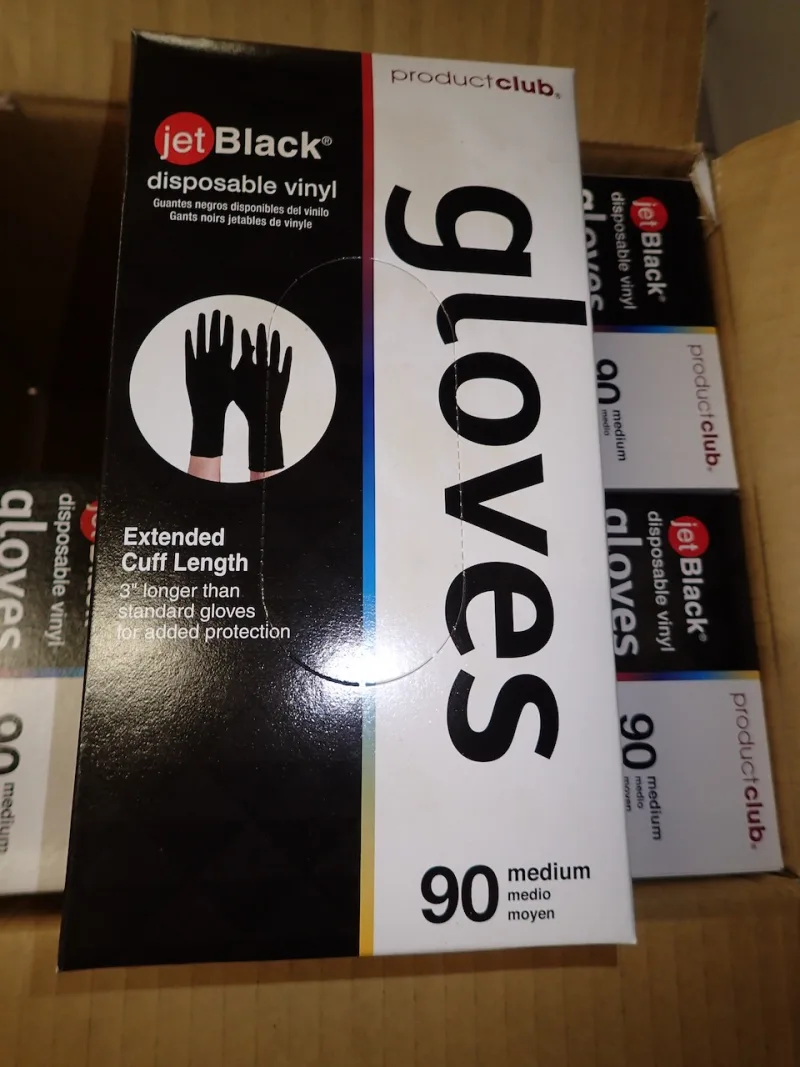 productclub®
jetBlack®
disposable vinyl
Guantes negros disponibles del vinilo
Gants noirs jetables de vinyle
gloves
Extended
Cuff Length
3" longer than
standard gloves
for added protection
90
medium
medio
moyen
jetBlack®
disposable vinyl
gloves
productclub®
90
medium
medio
jetBlack®
disposable vinyl
gloves
productclub®
90
medium
medio
moyen
disposable vinyl
gloves
90
medium